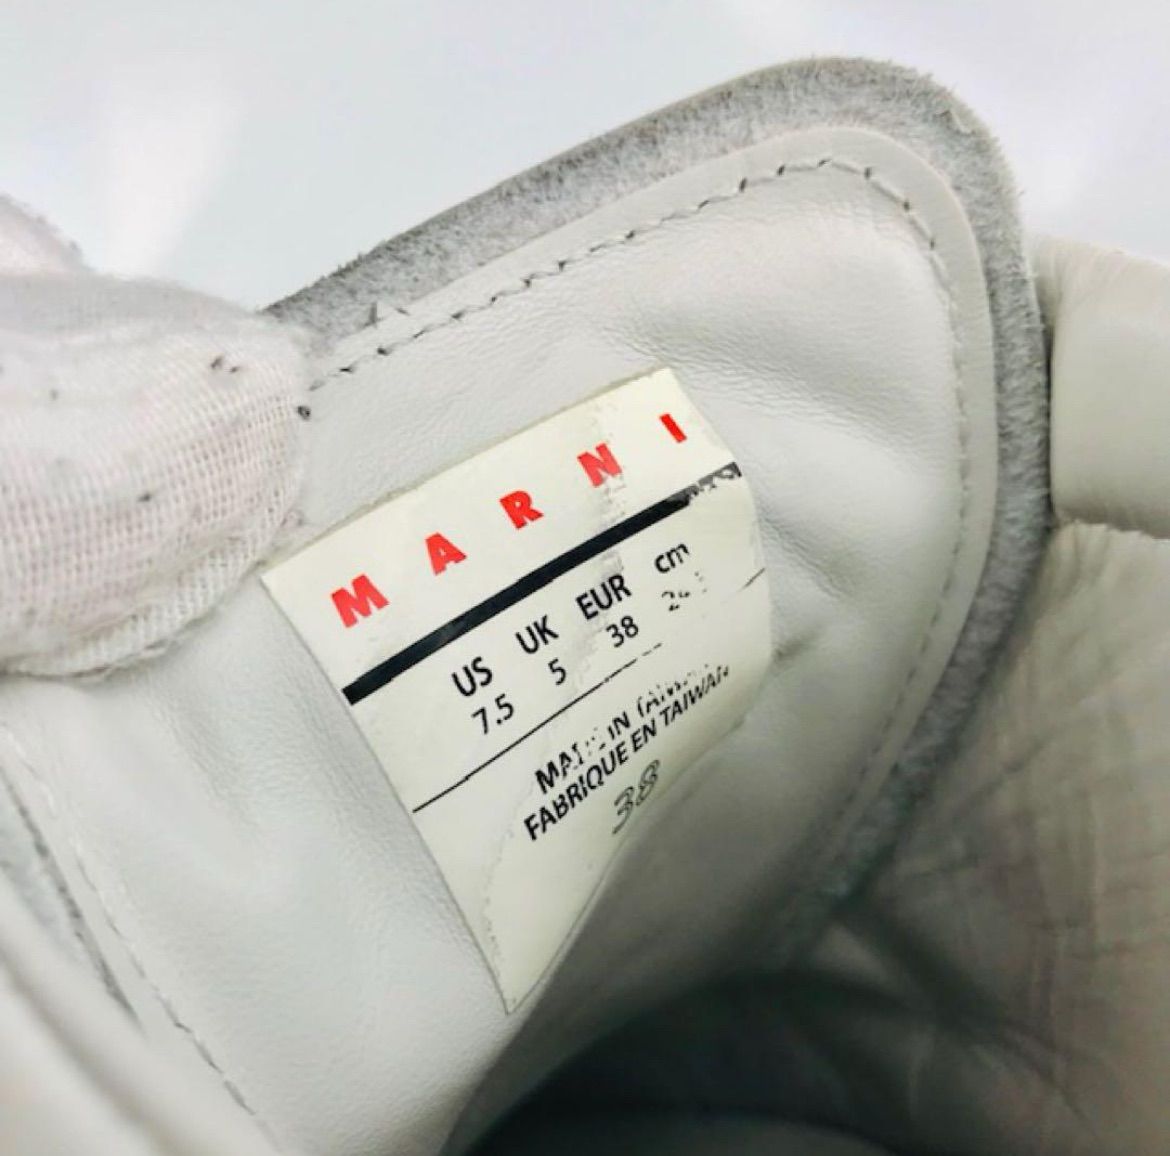 MARNI
US UK EUR cm
7.5 5 38
FABRIQUE EN TAIWAN
38